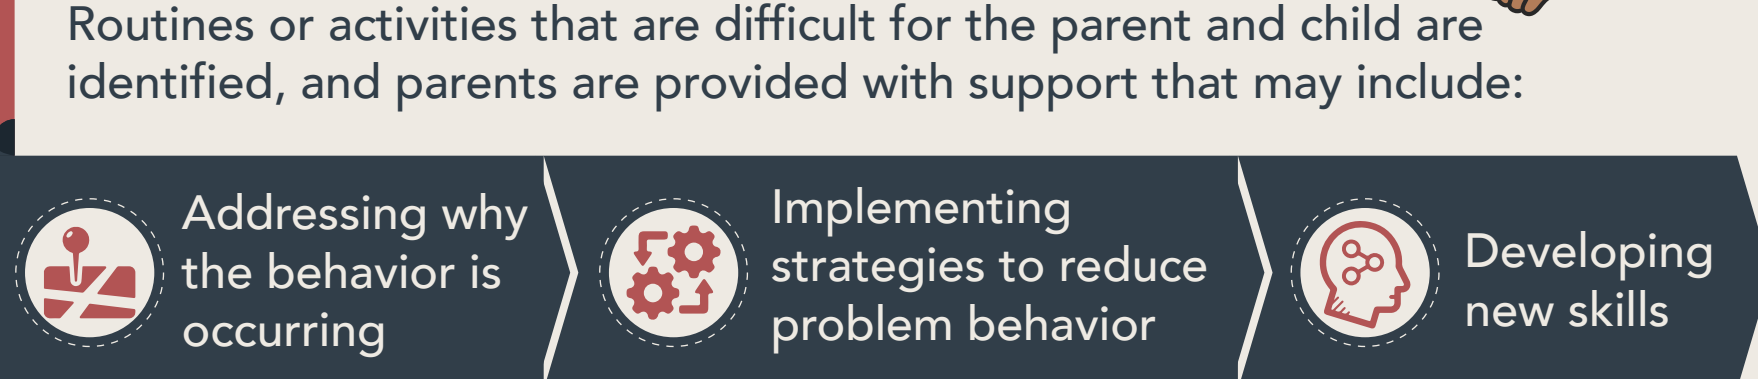 Routines or activities that are difficult for the parent and child are
identified, and parents are provided with support that may include:
Addressing why
the behavior is
occurring
Implementing
strategies to reduce
problem behavior
Developing
new skills